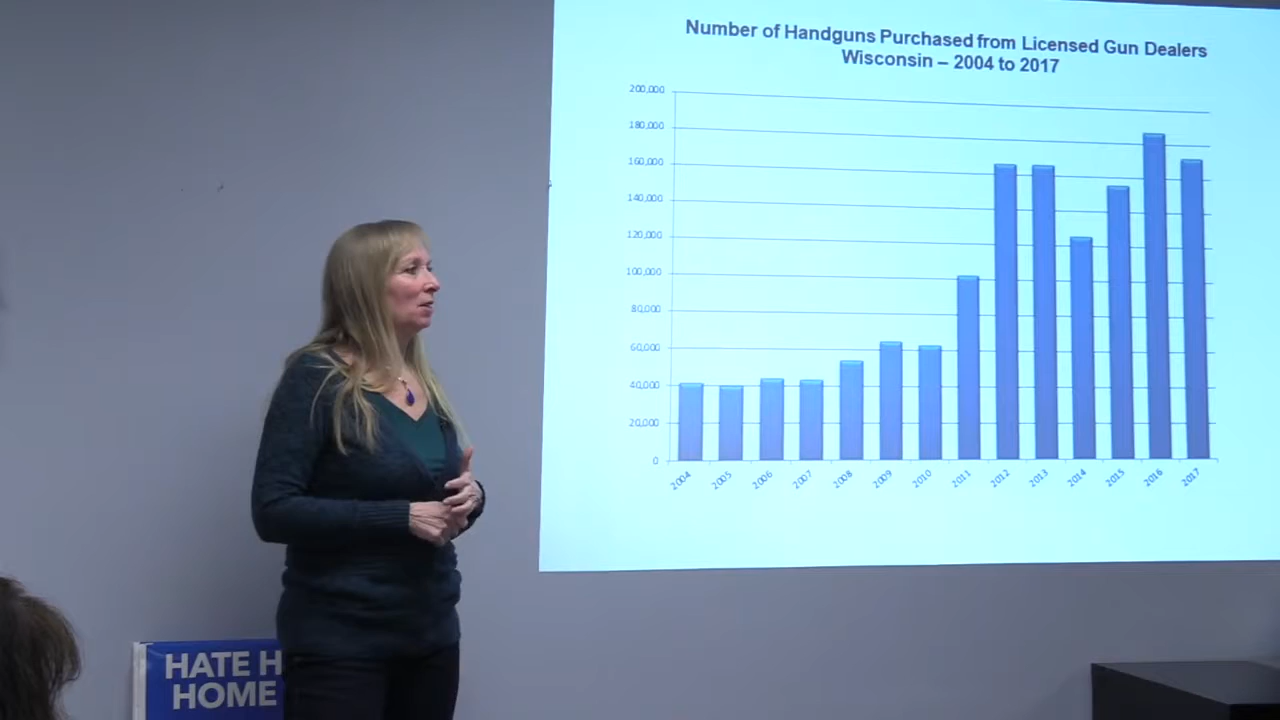 Number of Handguns Purchased from Licensed Gun Dealers
Wisconsin – 2004 to 2017
200,000
180,000
160,000
140,000
120,000
100,000
80,000
60,000
40,000
20,000
0
2004 2005 2006 2007 2008 2009 2010 2011 2012 2013 2014 2015 2016 2017
HATE H
HOME